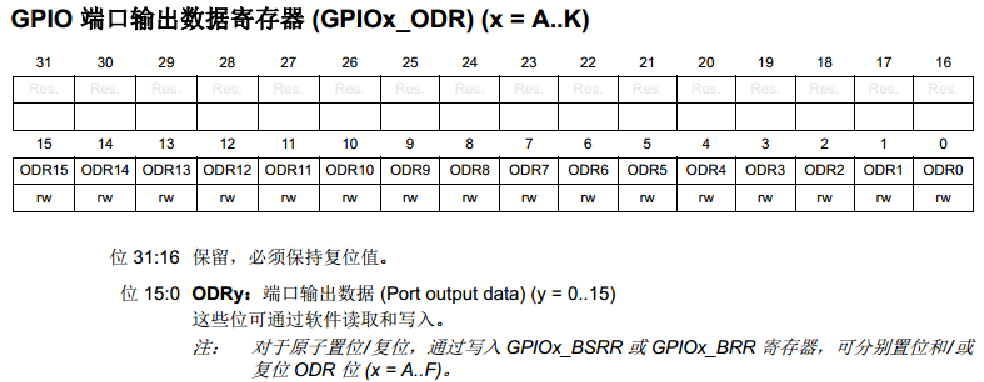 GPIO 端口输出数据寄存器 (GPIOx_ODR) (x = A..K)
31 30 29 28 27 26 25 24 23 22 21 20 19 18 17 16
Res. Res. Res. Res. Res. Res. Res. Res. Res. Res. Res. Res. Res. Res. Res. Res.
15 14 13 12 11 10 9 8 7 6 5 4 3 2 1 0
ODR15 ODR14 ODR13 ODR12 ODR11 ODR10 ODR9 ODR8 ODR7 ODR6 ODR5 ODR4 ODR3 ODR2 ODR1 ODR0
rw rw rw rw rw rw rw rw rw rw rw rw rw rw rw rw
位 31:16 保留，必须保持复位值。
位 15:0 ODRy：端口输出数据 (Port output data) (y = 0..15)
这些位可通过软件读取和写入。
注： 对于原子置位/复位，通过写入 GPIOx_BSRR 或 GPIOx_BRR 寄存器，可分别置位和/或
复位 ODR 位 (x = A..F)。